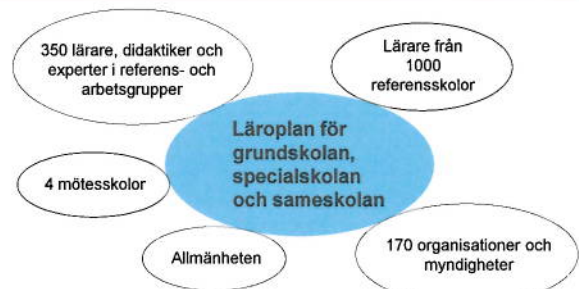 350 lärare, didaktiker och
experter i referens- och
arbetsgrupper
Lärare från
1000
referensskolor
Läroplan för
grundskolan,
specialskolan
och sameskolan
4 mötesskolor
Allmänheten
170 organisationer och
myndigheter